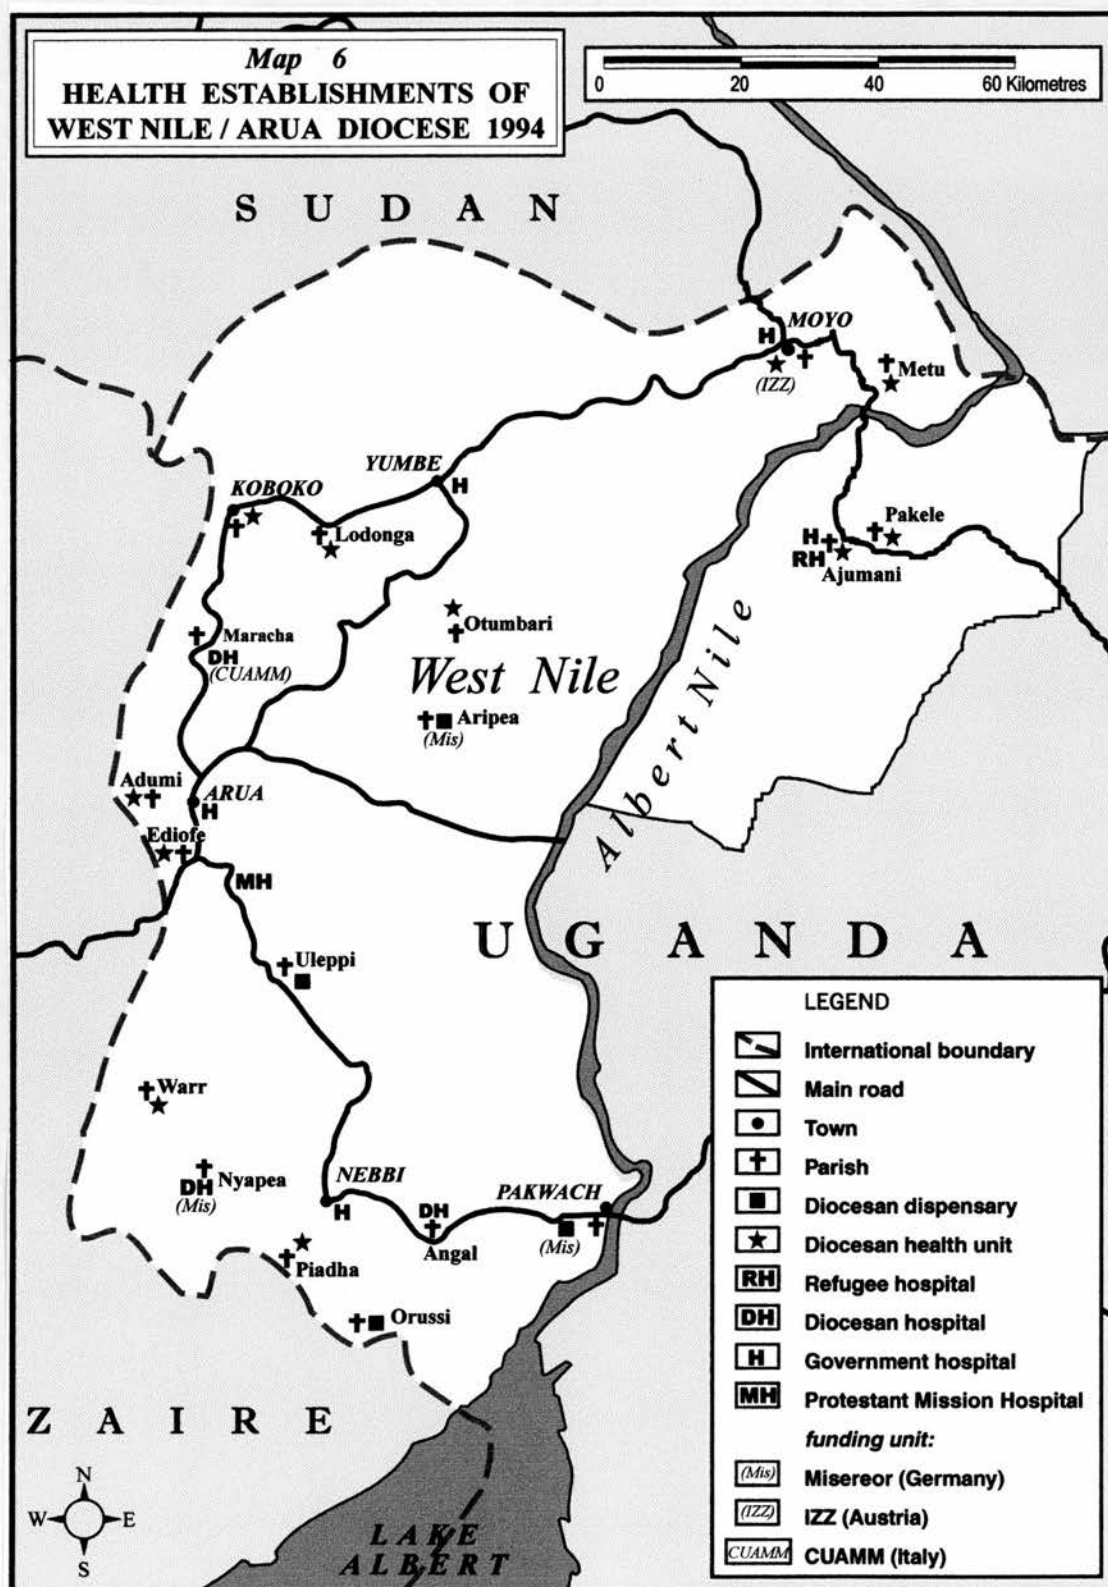 Map 6
HEALTH ESTABLISHMENTS OF
WEST NILE / ARUA DIOCESE 1994
0 20 40 60 Kilometres
SUDAN
MOYO
H
(IZZ)
Metu
YUMBE
H
KOBOKO
Lodonga
Pakele
H
RH
Ajumani
Otumbari
Maracha
DH
(CUAMM)
West Nile
Aripea
(Mis)
Albert Nile
Adumi
ARUA
H
Ediofe
MH
UGANDA
Uleppi
Warr
Nyapea
DH
(Mis)
NEBBI
H
DH
Angal
PAKWACH
(Mis)
Piadha
Orussi
ZAIRE
N
W E
S
LAKE
ALBERT
LEGEND
International boundary
Main road
Town
Parish
Diocesan dispensary
Diocesan health unit
RH Refugee hospital
DH Diocesan hospital
H Government hospital
MH Protestant Mission Hospital
funding unit:
(Mis) Misereor (Germany)
(IZZ) IZZ (Austria)
CUAMM CUAMM (Italy)